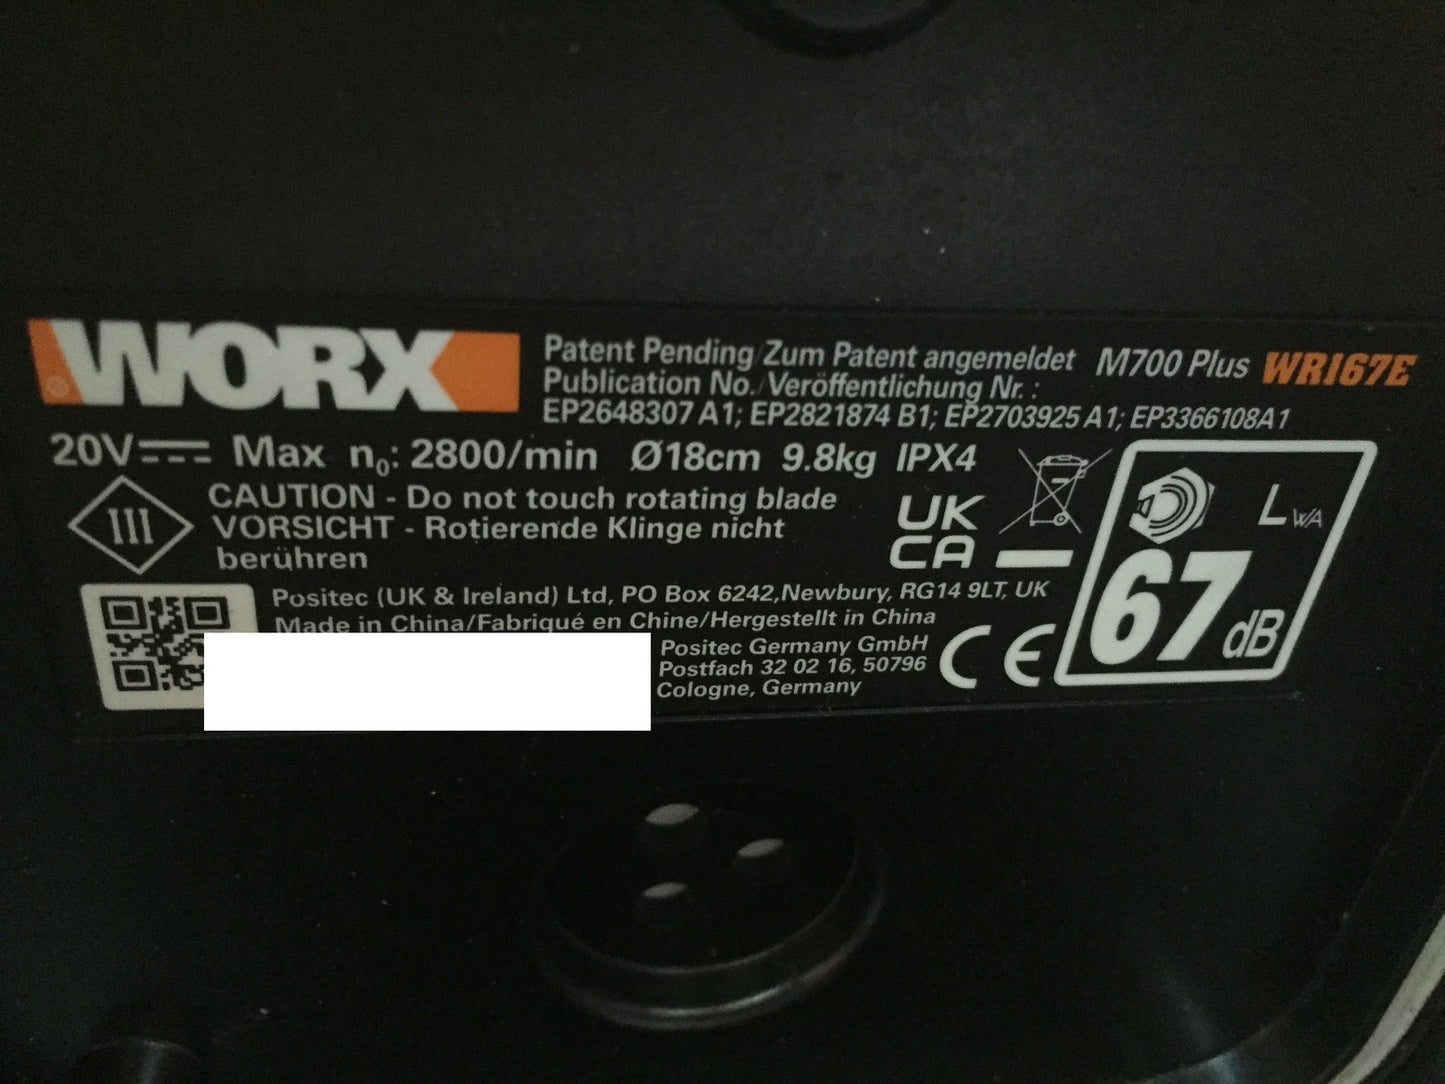 WORX Patent Pending/Zum Patent angemeldet M700 Plus WR167E
Publication No./Veröffentlichung Nr.:
EP2648307 A1; EP2821874 B1; EP2703925 A1; EP3366108A1
20V Max n0: 2800/min Ø18cm 9.8kg IPX4
III
CAUTION - Do not touch rotating blade
VORSICHT - Rotierende Klinge nicht
berühren
UK
CA
LWA
67dB
Positec (UK & Ireland) Ltd, PO Box 6242,Newbury, RG14 9LT, UK
Made in China/Fabriqué en Chine/Hergestellt in China
Positec Germany GmbH
Postfach 32 02 16, 50796
Cologne, Germany
CE